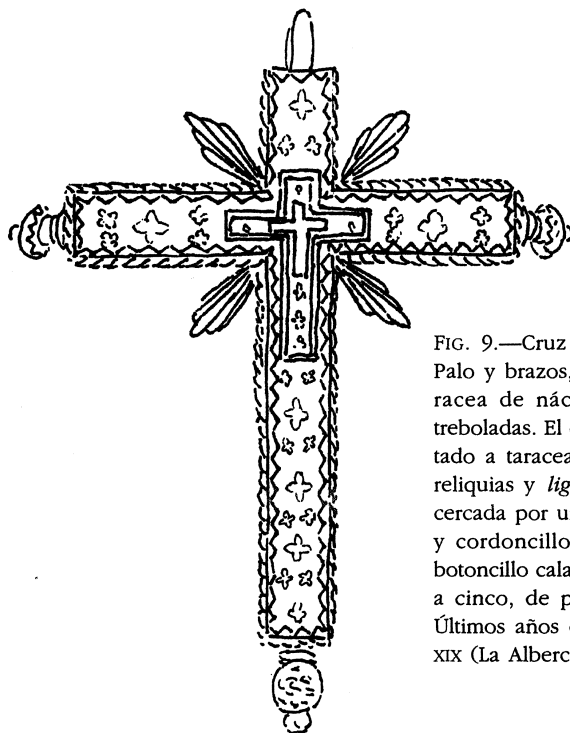 FIG. 9.—Cruz
Palo y brazos,
racea de nác
treboladas. El
tado a taracea
reliquias y lig
cercada por u
y cordoncillo
botoncillo cala
a cinco, de p
Últimos años
XIX (La Alberc